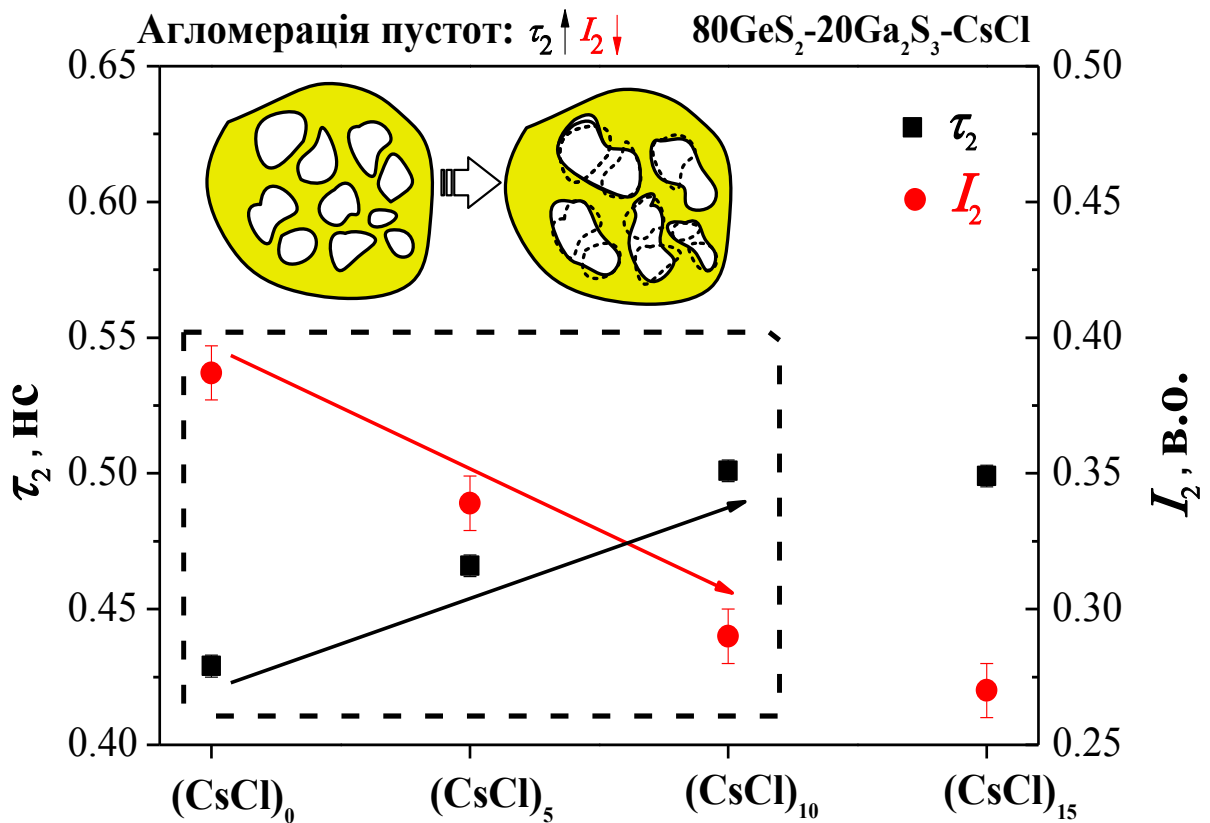 Агломерація пустот: τ₂ ↑ I₂ ↓ 80GeS₂-20Ga₂S₃-CsCl
0.65
0.60
0.55
0.50
0.45
0.40
τ₂, нс
τ₂
I₂
0.50
0.45
0.40
0.35
0.30
0.25
I₂, в.о.
(CsCl)₀ (CsCl)₅ (CsCl)₁₀ (CsCl)₁₅